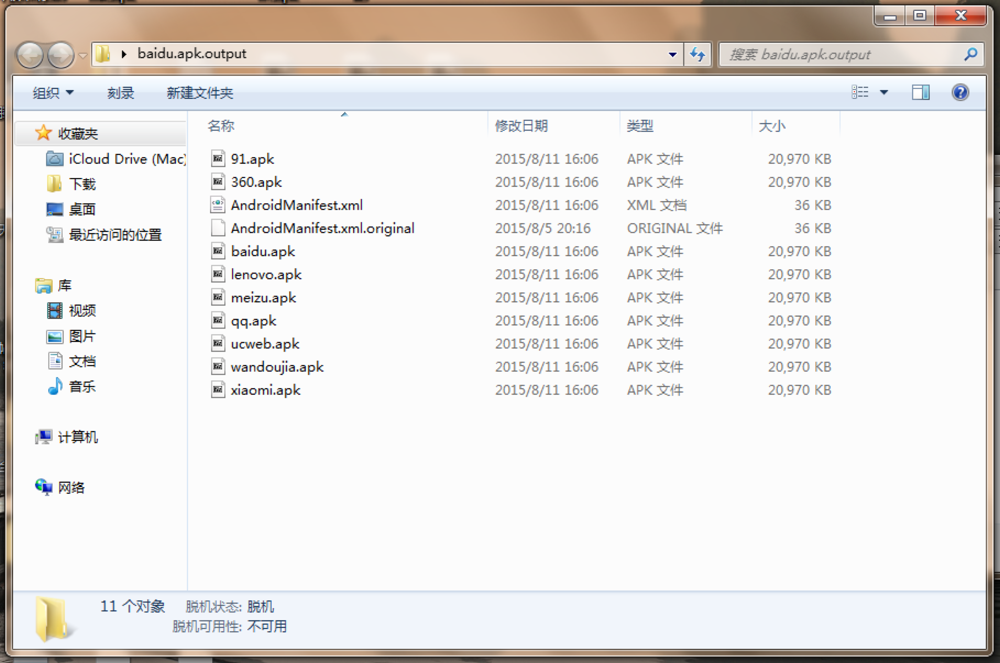 baidu.apk.output
搜索 baidu.apk.output
组织 刻录 新建文件夹
名称 修改日期 类型 大小
收藏夹
iCloud Drive (Mac)
下载
桌面
最近访问的位置
库
视频
图片
文档
音乐
计算机
网络
91.apk 2015/8/11 16:06 APK 文件 20,970 KB
360.apk 2015/8/11 16:06 APK 文件 20,970 KB
AndroidManifest.xml 2015/8/11 16:06 XML 文档 36 KB
AndroidManifest.xml.original 2015/8/5 20:16 ORIGINAL 文件 36 KB
baidu.apk 2015/8/11 16:06 APK 文件 20,970 KB
lenovo.apk 2015/8/11 16:06 APK 文件 20,970 KB
meizu.apk 2015/8/11 16:06 APK 文件 20,970 KB
qq.apk 2015/8/11 16:06 APK 文件 20,970 KB
ucweb.apk 2015/8/11 16:06 APK 文件 20,970 KB
wandoujia.apk 2015/8/11 16:06 APK 文件 20,970 KB
xiaomi.apk 2015/8/11 16:06 APK 文件 20,970 KB
11 个对象 脱机状态: 脱机
脱机可用性: 不可用